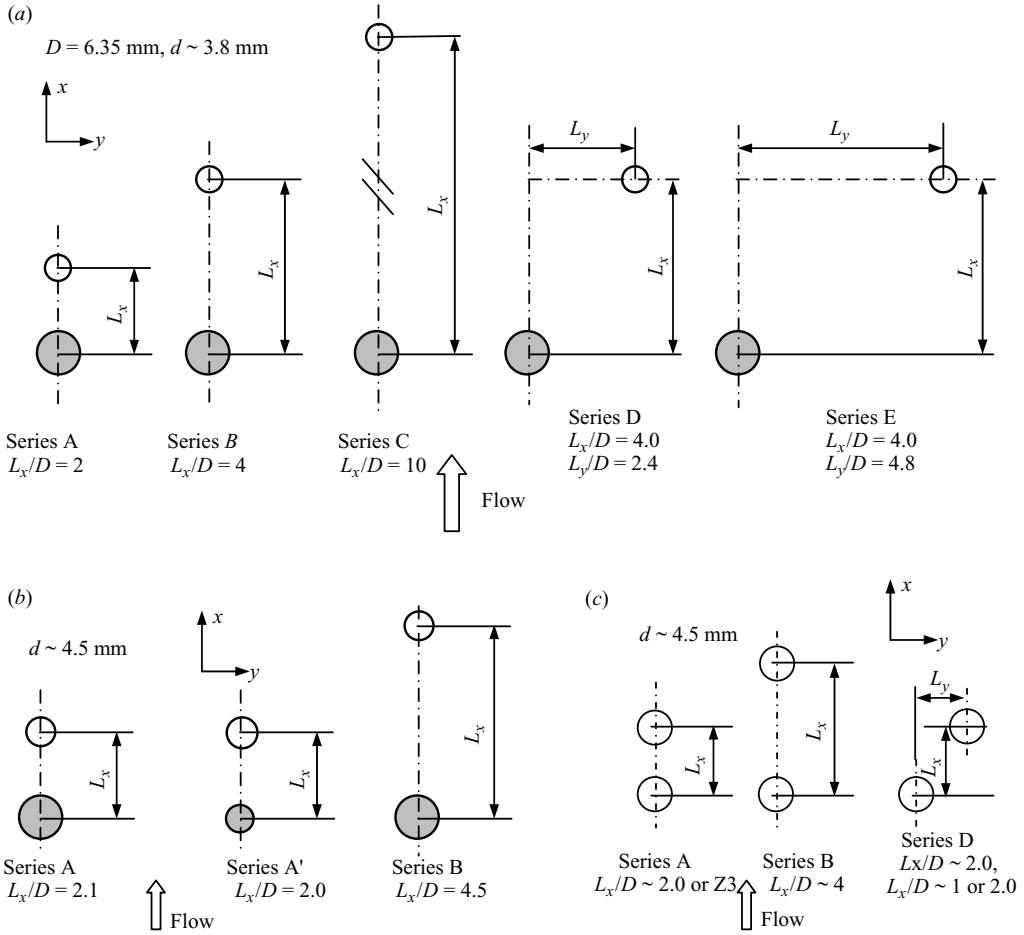 (a)
D = 6.35 mm, d ~ 3.8 mm
x
y
L_x
L_x
L_x
L_y
L_x
L_y
L_x
Series A
L_x/D = 2
Series B
L_x/D = 4
Series C
L_x/D = 10
Series D
L_x/D = 4.0
L_y/D = 2.4
Series E
L_x/D = 4.0
L_y/D = 4.8
Flow
(b)
d ~ 4.5 mm
x
y
L_x
L_x
L_x
Series A
L_x/D = 2.1
Series A'
L_x/D = 2.0
Series B
L_x/D = 4.5
Flow
(c)
d ~ 4.5 mm
x
y
L_x
L_x
L_y
L_x
Series A
L_x/D ~ 2.0 or Z3
Series B
L_x/D ~ 4
Series D
Lx/D ~ 2.0,
L_x/D ~ 1 or 2.0
Flow